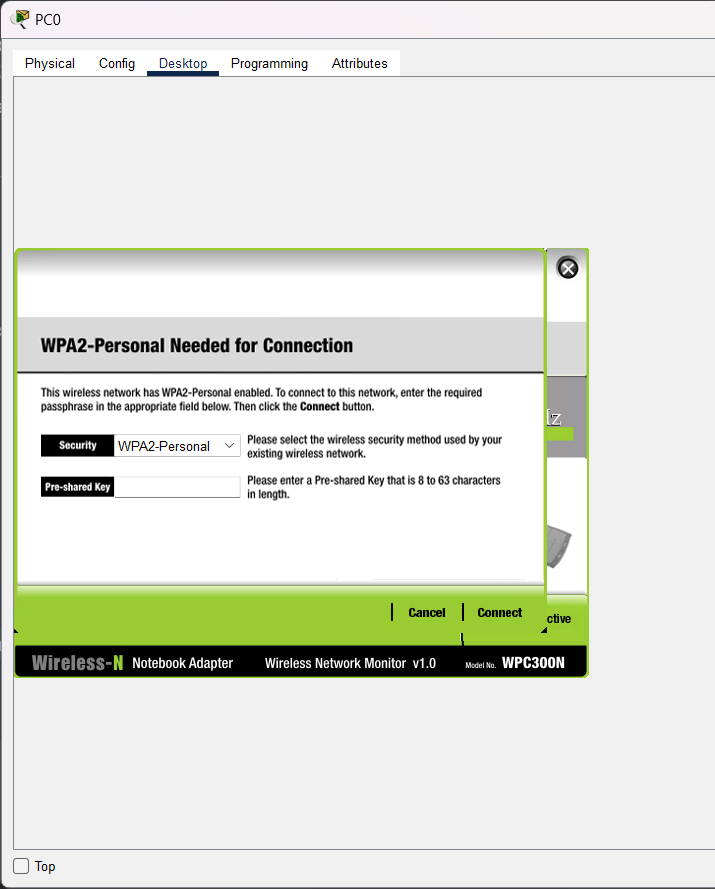 PC0
Physical Config Desktop Programming Attributes
WPA2-Personal Needed for Connection
This wireless network has WPA2-Personal enabled. To connect to this network, enter the required
passphrase in the appropriate field below. Then click the Connect button.
Security WPA2-Personal
Please select the wireless security method used by your
existing wireless network.
Pre-shared Key
Please enter a Pre-shared Key that is 8 to 63 characters
in length.
Cancel Connect
ctive
Wireless-N Notebook Adapter Wireless Network Monitor v1.0 Model No. WPC300N
Top